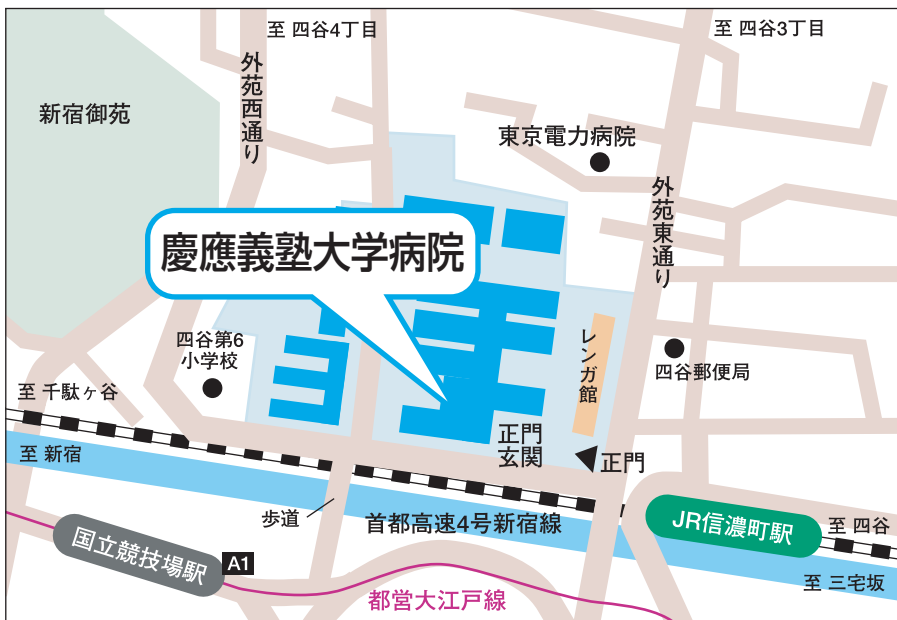 至 四谷4丁目
至 四谷3丁目
外苑西通り
新宿御苑
東京電力病院
外苑東通り
慶應義塾大学病院
四谷第6
小学校
レンガ館
四谷郵便局
至 千駄ヶ谷
正門
玄関
正門
至 新宿
歩道
首都高速4号新宿線
JR信濃町駅
至 四谷
国立競技場駅
A1
至 三宅坂
都営大江戸線